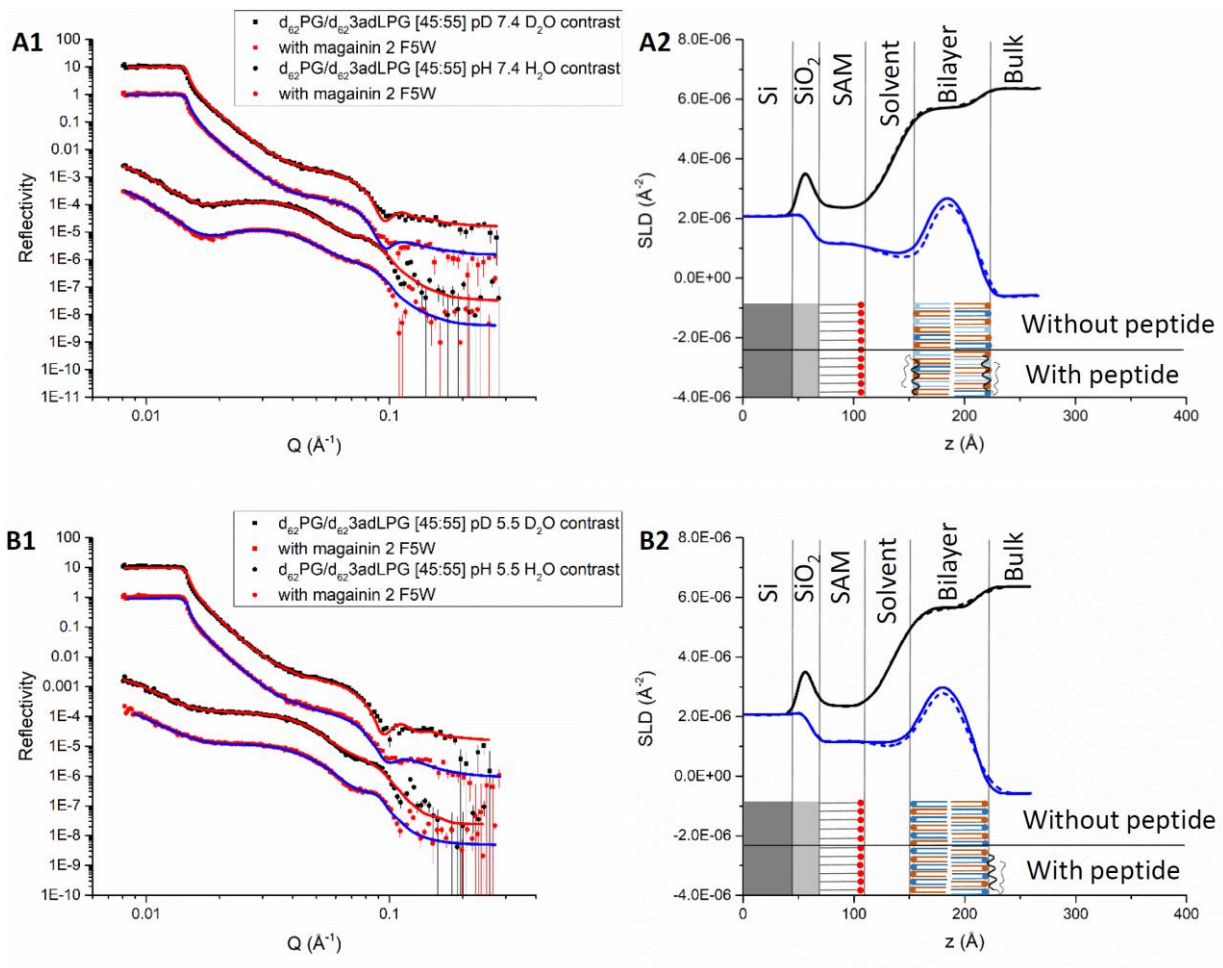 A1
d₆₂PG/d₆₂3adLPG [45:55] pD 7.4 D₂O contrast
with magainin 2 F5W
d₆₂PG/d₆₂3adLPG [45:55] pH 7.4 H₂O contrast
with magainin 2 F5W
100
10
1
0.1
0.01
1E-3
1E-4
1E-5
1E-6
1E-7
1E-8
1E-9
1E-10
1E-11
Reflectivity
0.01
0.1
Q (Å⁻¹)
A2
8.0E-06
6.0E-06
4.0E-06
2.0E-06
0.0E+00
-2.0E-06
-4.0E-06
SLD (Å⁻²)
Si
SiO₂
SAM
Solvent
Bilayer
Bulk
Without peptide
With peptide
0
100
200
300
400
z (Å)
B1
d₆₂PG/d₆₂3adLPG [45:55] pD 5.5 D₂O contrast
with magainin 2 F5W
d₆₂PG/d₆₂3adLPG [45:55] pH 5.5 H₂O contrast
with magainin 2 F5W
100
10
1
0.1
0.01
0.001
1E-4
1E-5
1E-6
1E-7
1E-8
1E-9
1E-10
Reflectivity
0.01
0.1
Q (Å⁻¹)
B2
8.0E-06
6.0E-06
4.0E-06
2.0E-06
0.0E+00
-2.0E-06
-4.0E-06
SLD (Å⁻²)
Si
SiO₂
SAM
Solvent
Bilayer
Bulk
Without peptide
With peptide
0
100
200
300
400
z (Å)